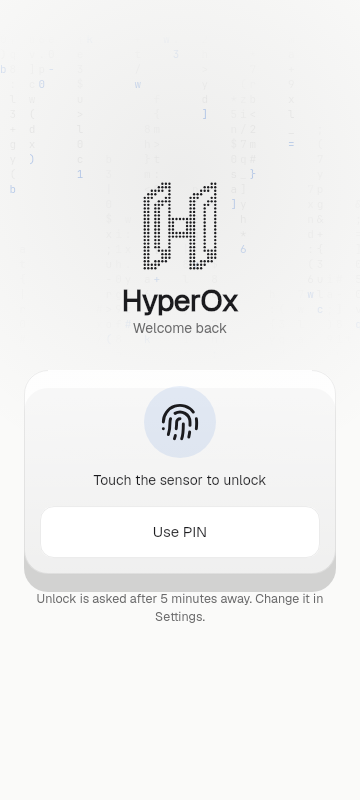 HyperOx
Welcome back
Touch the sensor to unlock
Use PIN
Unlock is asked after 5 minutes away. Change it in
Settings.